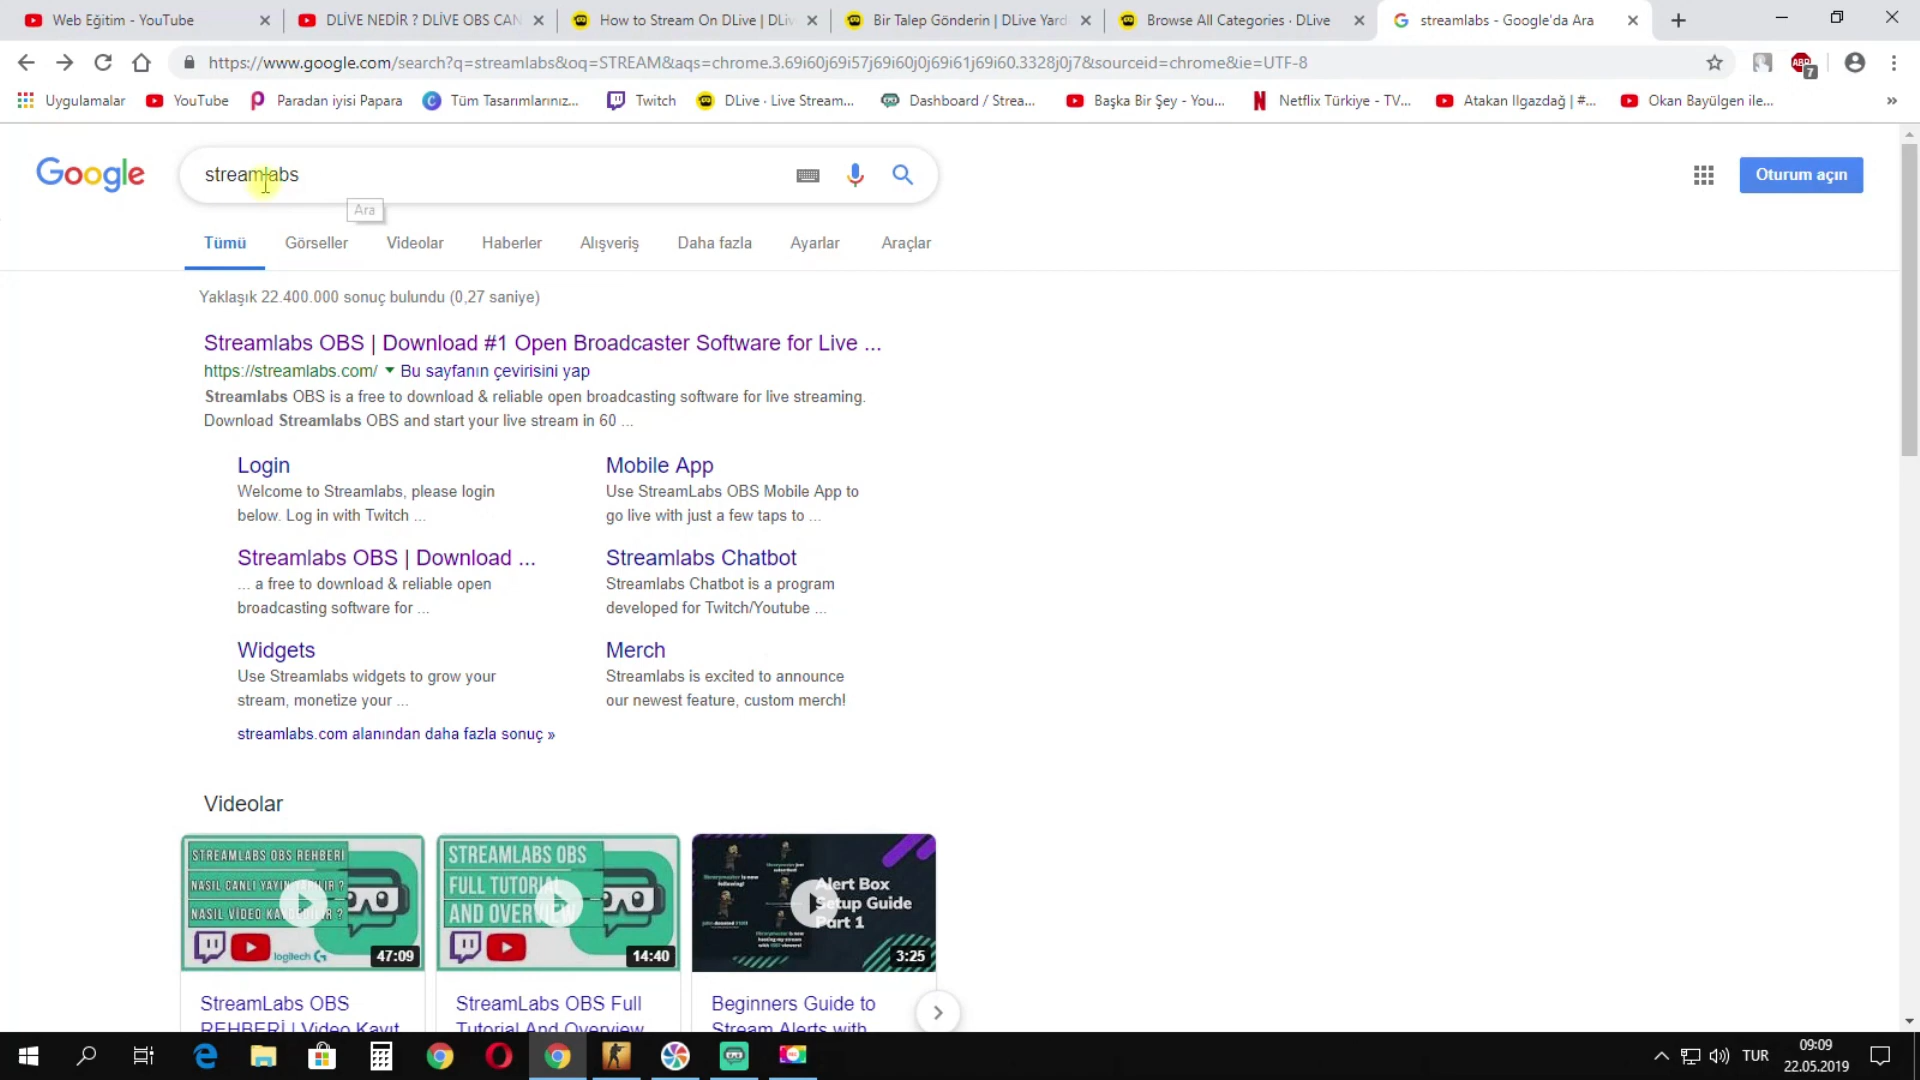 Web Eğitim - YouTube
DLİVE NEDİR ? DLİVE OBS CAN
How to Stream On DLive | DLiv
Bir Talep Gönderin | DLive Yard
Browse All Categories · DLive
streamlabs - Google'da Ara
https://www.google.com/search?q=streamlabs&oq=STREAM&aqs=chrome.3.69i60j69i57j69i60j0j69i61j69i60.3328j0j7&sourceid=chrome&ie=UTF-8
ABP
7
Uygulamalar
YouTube
Paradan iyisi Papara
Tüm Tasarımlarınız...
Twitch
DLive · Live Stream...
Dashboard / Strea...
Başka Bir Şey - You...
Netflix Türkiye - TV...
Atakan Ilgazdağ | #...
Okan Bayülgen ile...
»
Google
streamlabs
Ara
Oturum açın
Tümü
Görseller
Videolar
Haberler
Alışveriş
Daha fazla
Ayarlar
Araçlar
Yaklaşık 22.400.000 sonuç bulundu (0,27 saniye)
Streamlabs OBS | Download #1 Open Broadcaster Software for Live ...
https://streamlabs.com/ ▼ Bu sayfanın çevirisini yap
Streamlabs OBS is a free to download & reliable open broadcasting software for live streaming.
Download Streamlabs OBS and start your live stream in 60 ...
Login
Welcome to Streamlabs, please login
below. Log in with Twitch ...
Mobile App
Use StreamLabs OBS Mobile App to
go live with just a few taps to ...
Streamlabs OBS | Download ...
... a free to download & reliable open
broadcasting software for ...
Streamlabs Chatbot
Streamlabs Chatbot is a program
developed for Twitch/Youtube ...
Widgets
Use Streamlabs widgets to grow your
stream, monetize your ...
Merch
Streamlabs is excited to announce
our newest feature, custom merch!
streamlabs.com alanından daha fazla sonuç »
Videolar
STREAMLABS OBS REHBERİ
NASIL CANLI YAYIN YAPILIR ?
NASIL VİDEO KAYDEDİLİR ?
logitech G
47:09
STREAMLABS OBS
FULL TUTORIAL
AND OVERVIEW
14:40
Alert Box
Setup Guide
Part 1
3:25
StreamLabs OBS
REHBERİ | Video Kayıt
StreamLabs OBS Full
Tutorial And Overview
Beginners Guide to
Stream Alerts with
TUR
09:09
22.05.2019